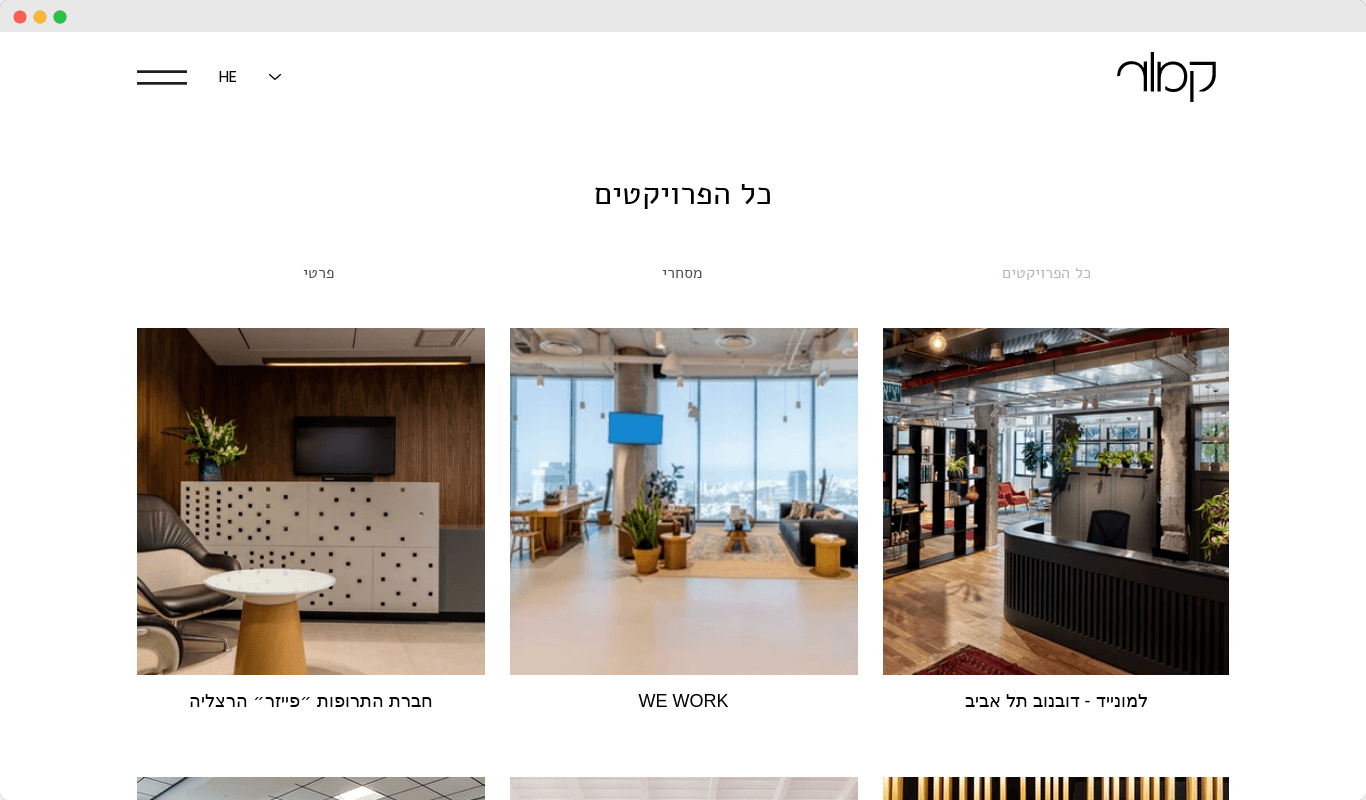 קמור
HE
כל הפרויקטים
כל הפרויקטים
מסחרי
פרטי
למונייד - דובנוב תל אביב
WE WORK
חברת התרופות ״פייזר״ הרצליה